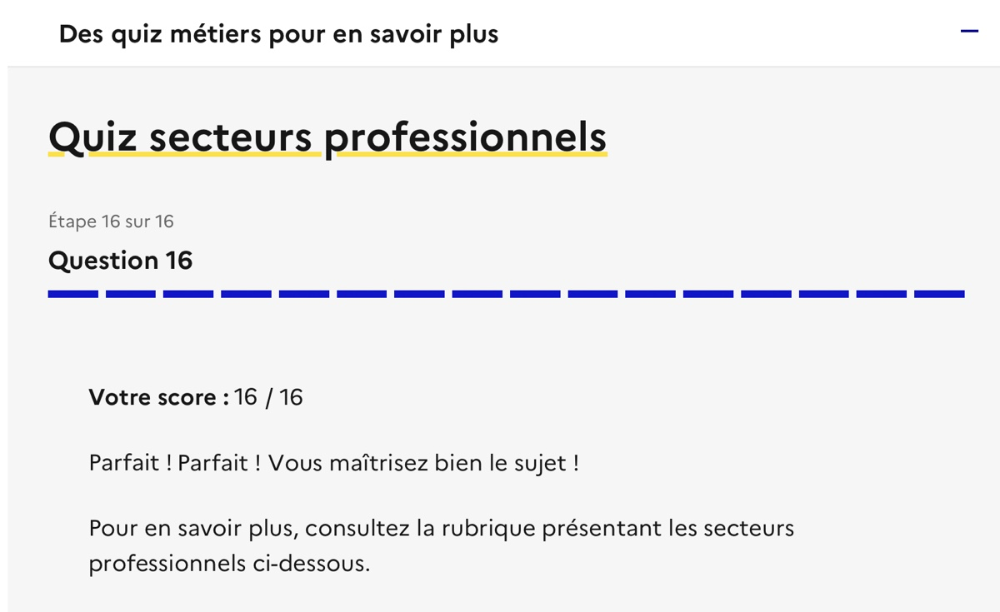 Des quiz métiers pour en savoir plus
Quiz secteurs professionnels
Étape 16 sur 16
Question 16
Votre score : 16 / 16
Parfait ! Parfait ! Vous maîtrisez bien le sujet !
Pour en savoir plus, consultez la rubrique présentant les secteurs
professionnels ci-dessous.